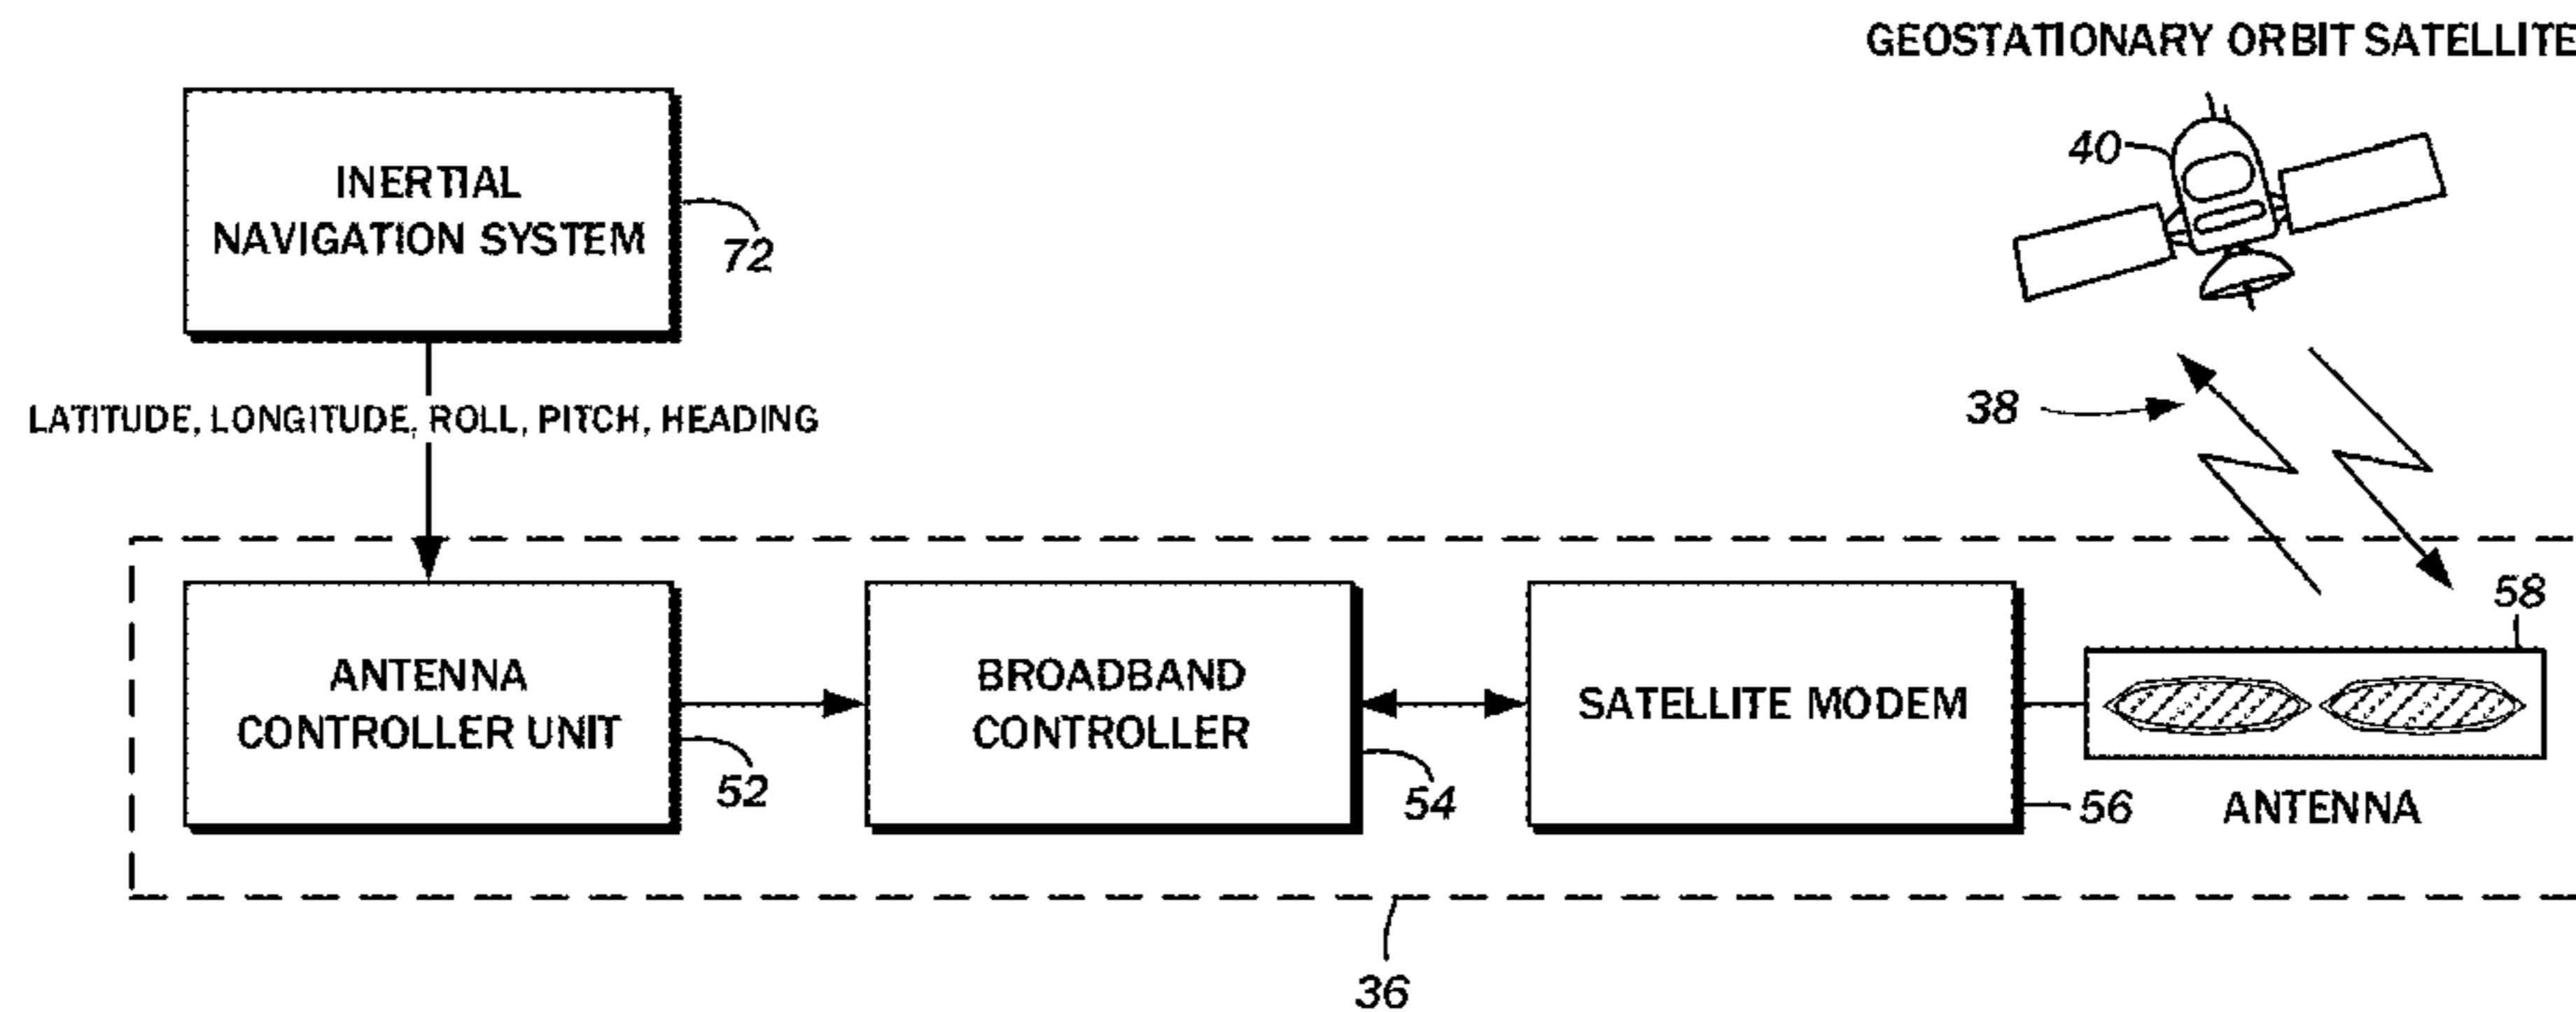 GEOSTATIONARY ORBIT SATELLITE
40
INERTIAL
NAVIGATION SYSTEM
72
LATITUDE, LONGITUDE, ROLL, PITCH, HEADING
38
58
ANTENNA
CONTROLLER UNIT
52
BROADBAND
CONTROLLER
54
SATELLITE MODEM
56
ANTENNA
36